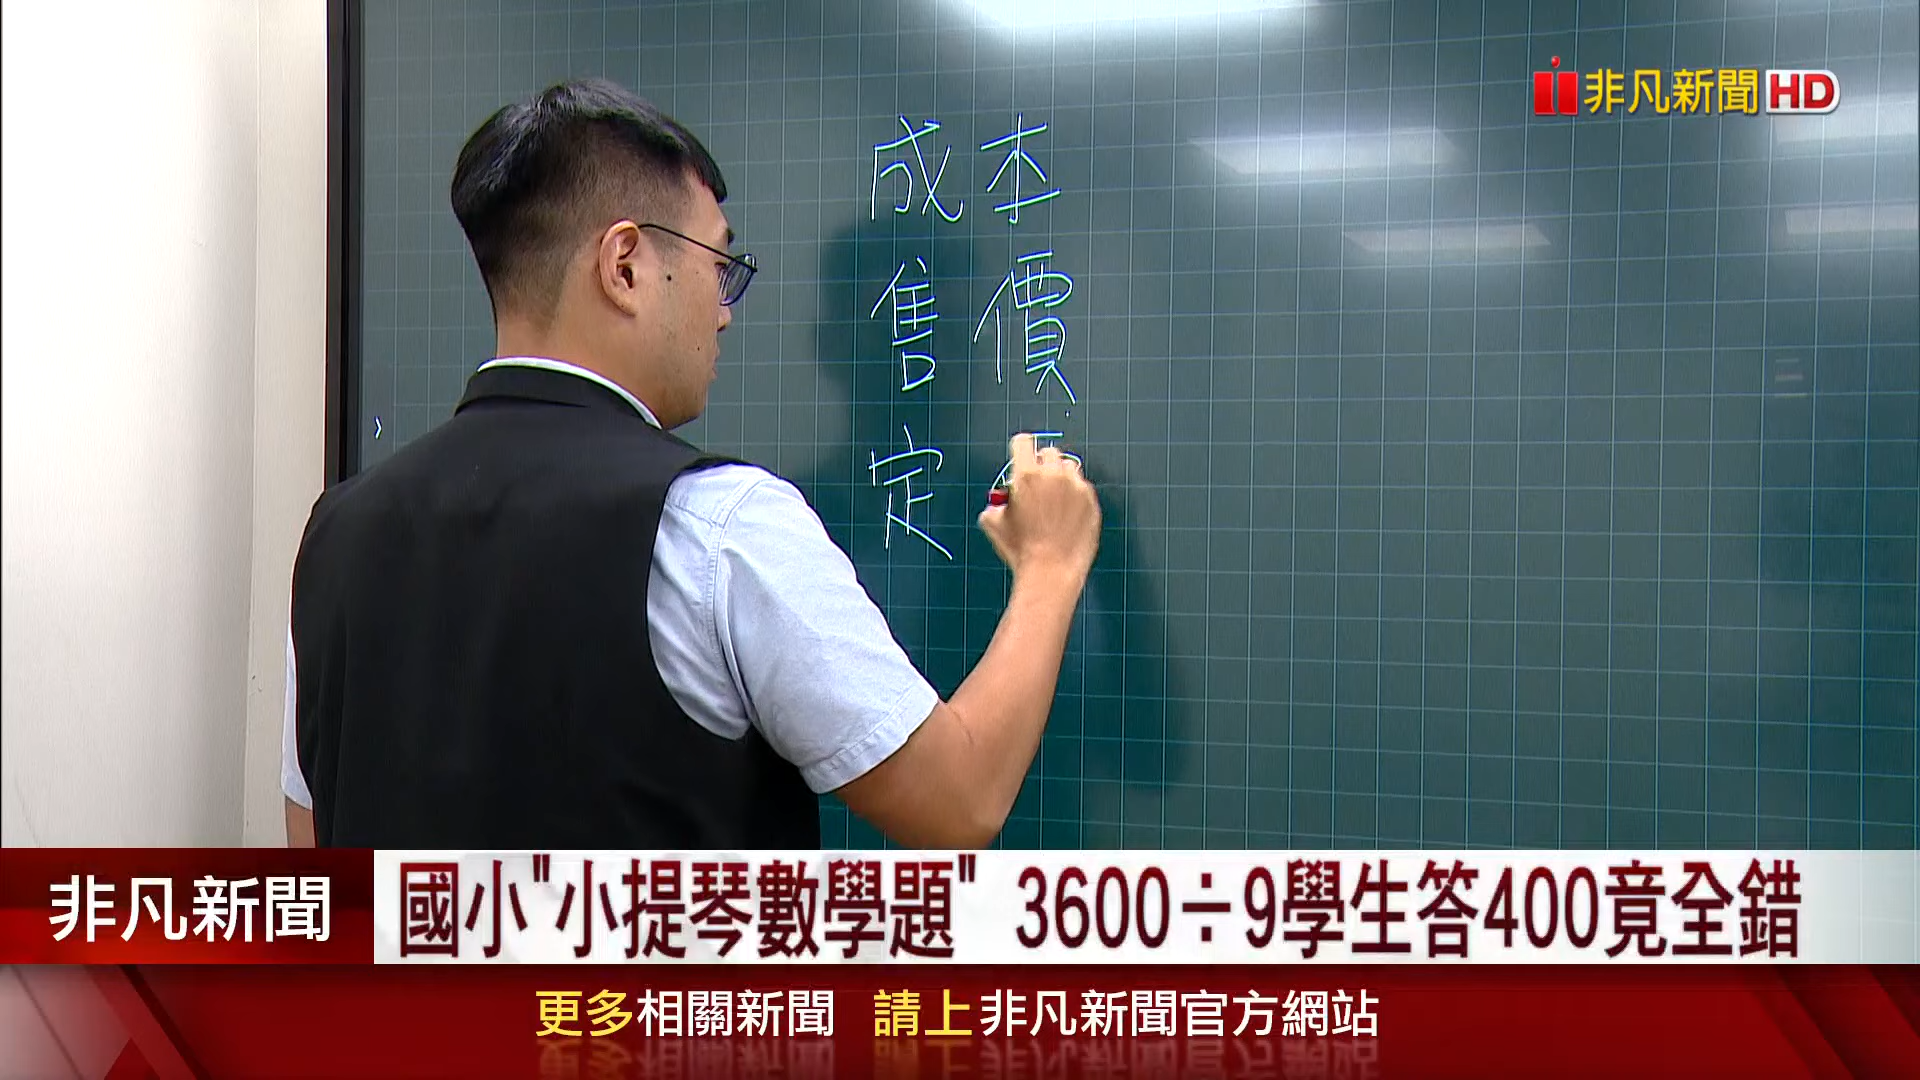 非凡新聞HD
成本
售價
定
非凡新聞
國小"小提琴數學題" 3600÷9學生答400竟全錯
更多相關新聞 請上非凡新聞官方網站